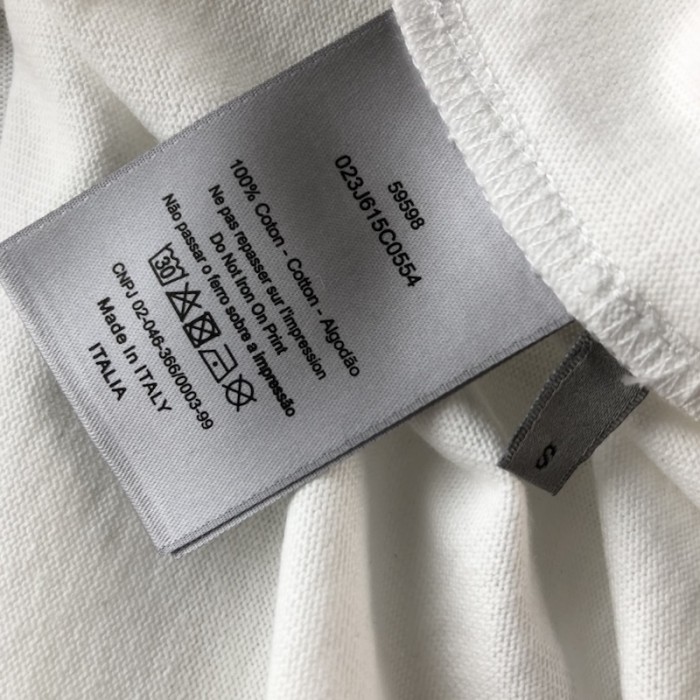 59598
023J615C0554
100% Coton - Cotton - Algodão
Ne pas repasser sur l'impression
Do Not Iron On Print
Não passar o ferro sobre a impressão
30
CNPJ 02-046-366/0003-99
Made In ITALY
ITALIA
S